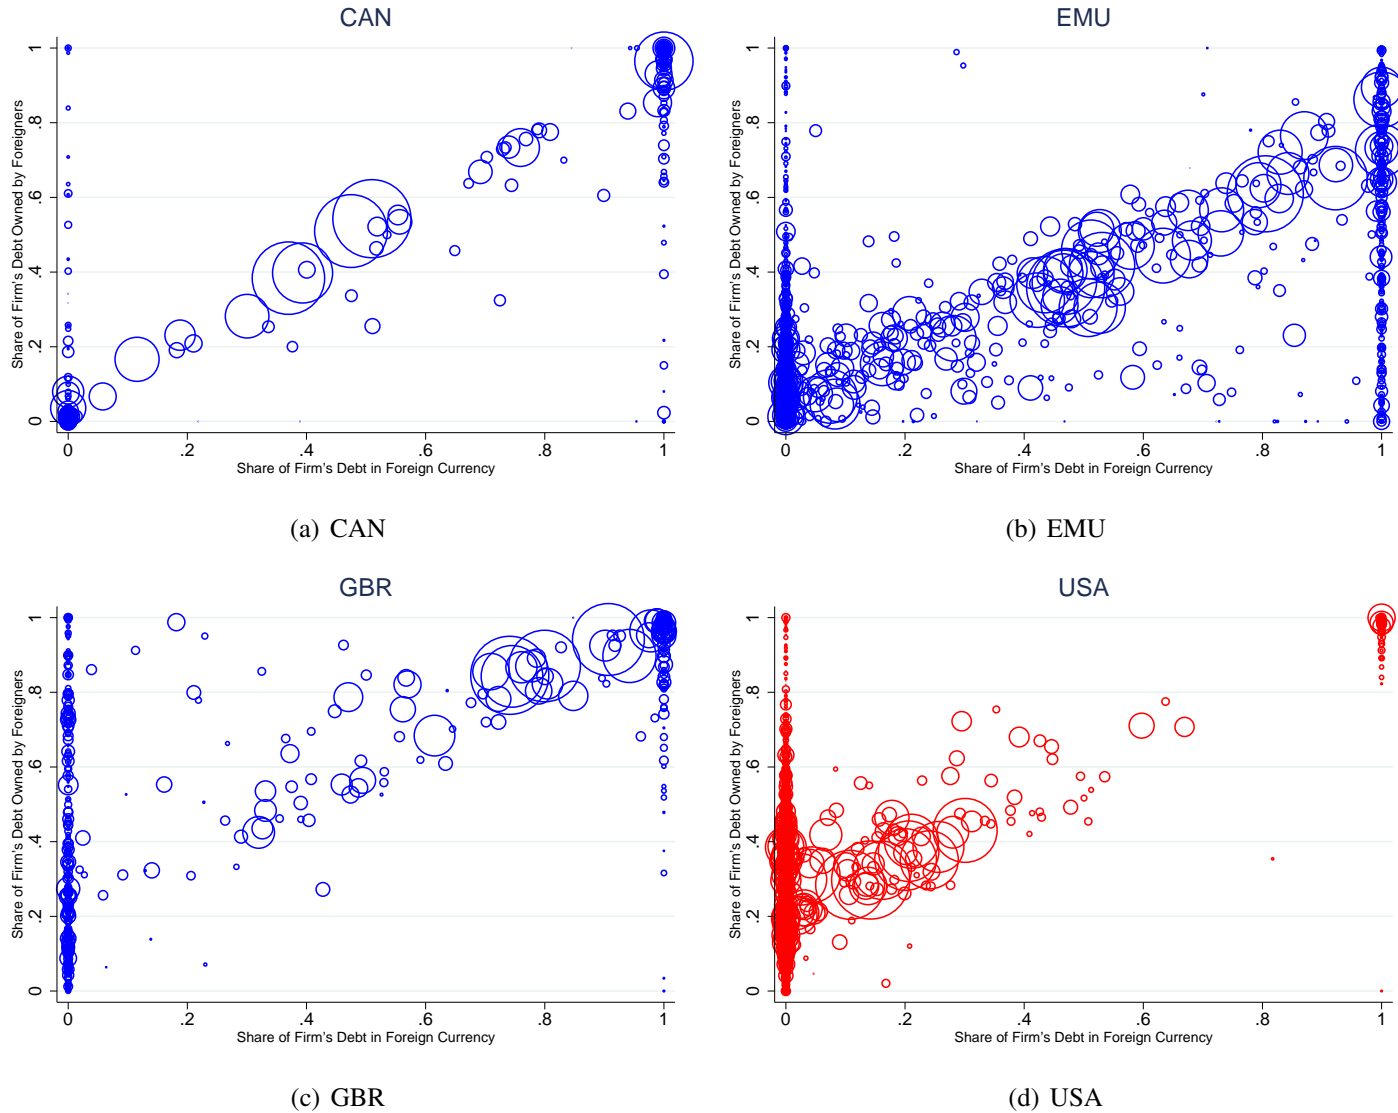 CAN
Share of Firm's Debt Owned by Foreigners
1
.8
.6
.4
.2
0
0 .2 .4 .6 .8 1
Share of Firm's Debt in Foreign Currency
(a) CAN
EMU
Share of Firm's Debt Owned by Foreigners
1
.8
.6
.4
.2
0
0 .2 .4 .6 .8 1
Share of Firm's Debt in Foreign Currency
(b) EMU
GBR
Share of Firm's Debt Owned by Foreigners
1
.8
.6
.4
.2
0
0 .2 .4 .6 .8 1
Share of Firm's Debt in Foreign Currency
(c) GBR
USA
Share of Firm's Debt Owned by Foreigners
1
.8
.6
.4
.2
0
0 .2 .4 .6 .8 1
Share of Firm's Debt in Foreign Currency
(d) USA